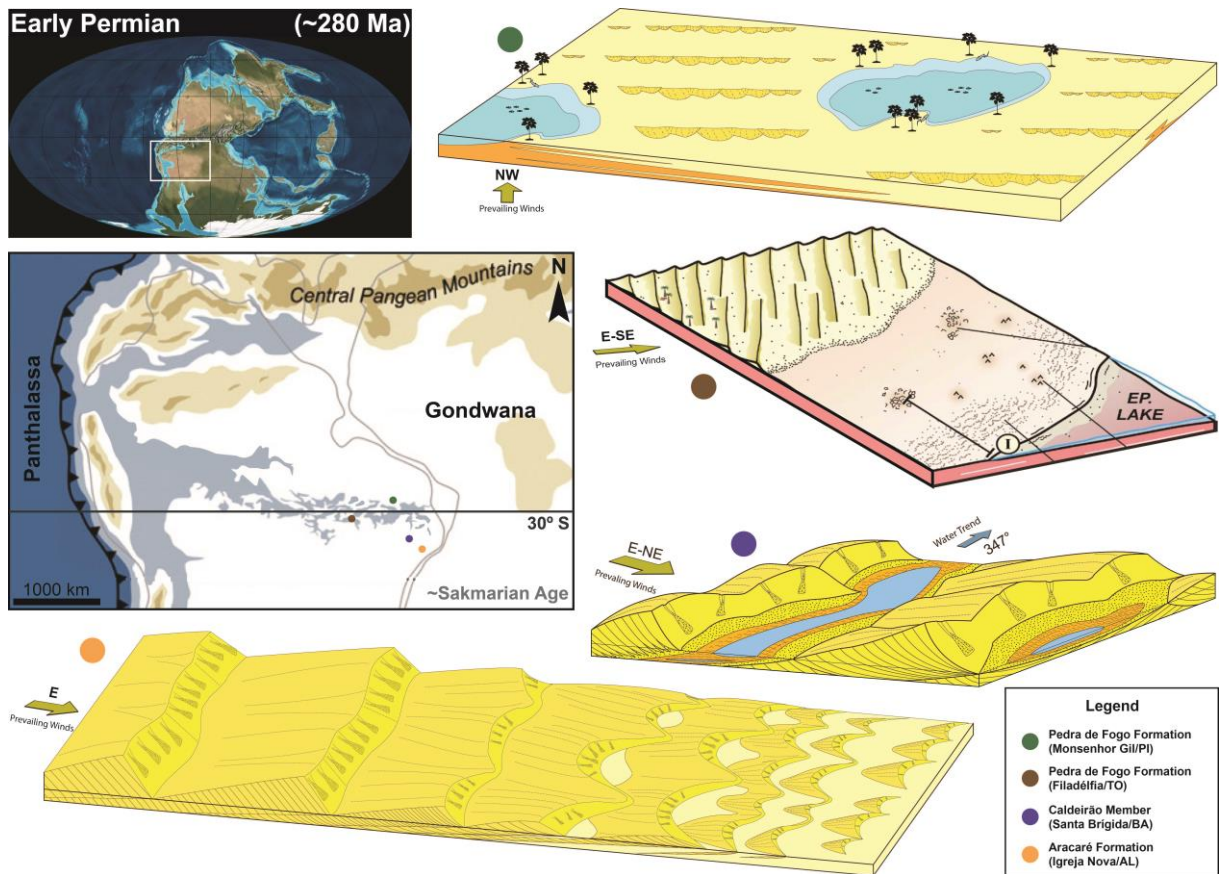 Early Permian (~280 Ma)
NW
Prevailing Winds
Central Pangean Mountains
N
Panthalassa
Gondwana
30º S
1000 km
~Sakmarian Age
E-SE
Prevailing Winds
EP.
LAKE
I
E-NE
Prevailing Winds
Water Trend
347°
E
Prevailing Winds
Legend
Pedra de Fogo Formation
(Monsenhor Gil/PI)
Pedra de Fogo Formation
(Filadélfia/TO)
Caldeirão Member
(Santa Brígida/BA)
Aracaré Formation
(Igreja Nova/AL)